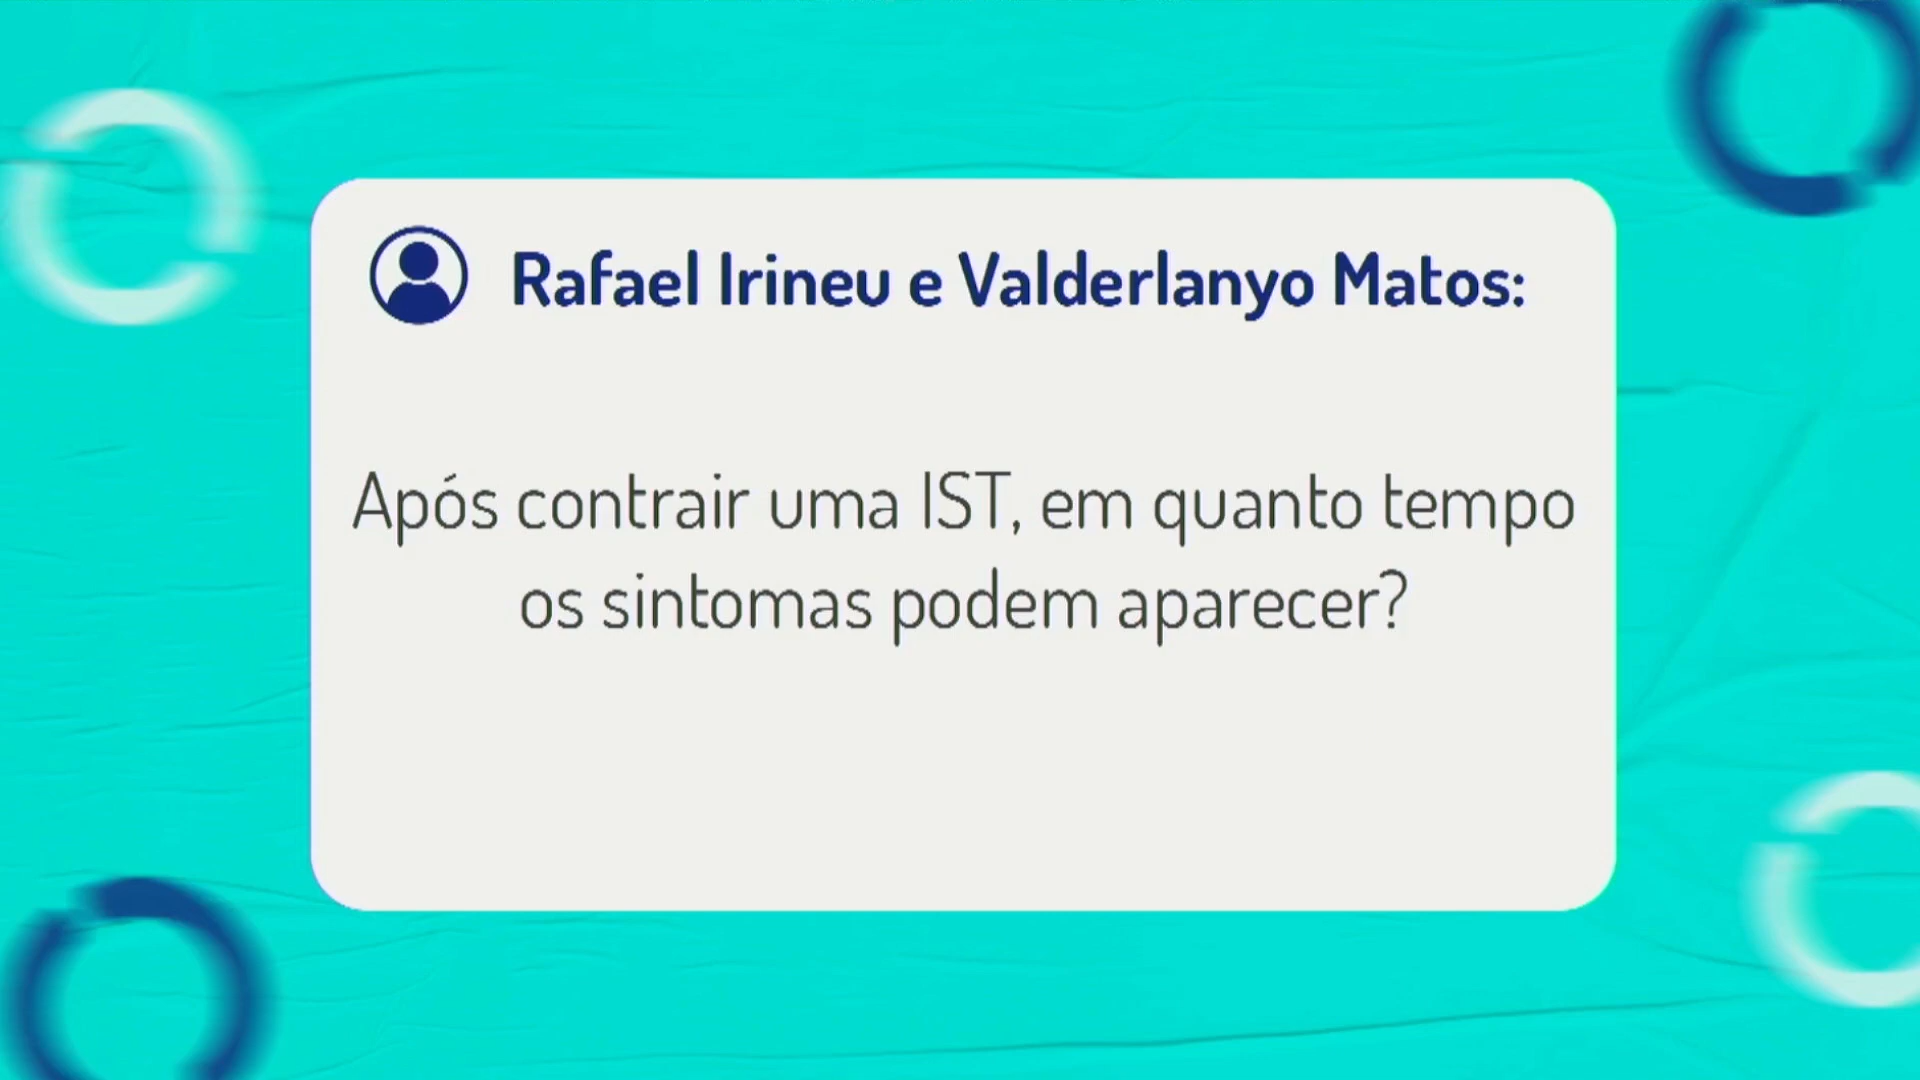 Rafael Irineu e Valderlanyo Matos:
Após contrair uma IST, em quanto tempo
os sintomas podem aparecer?